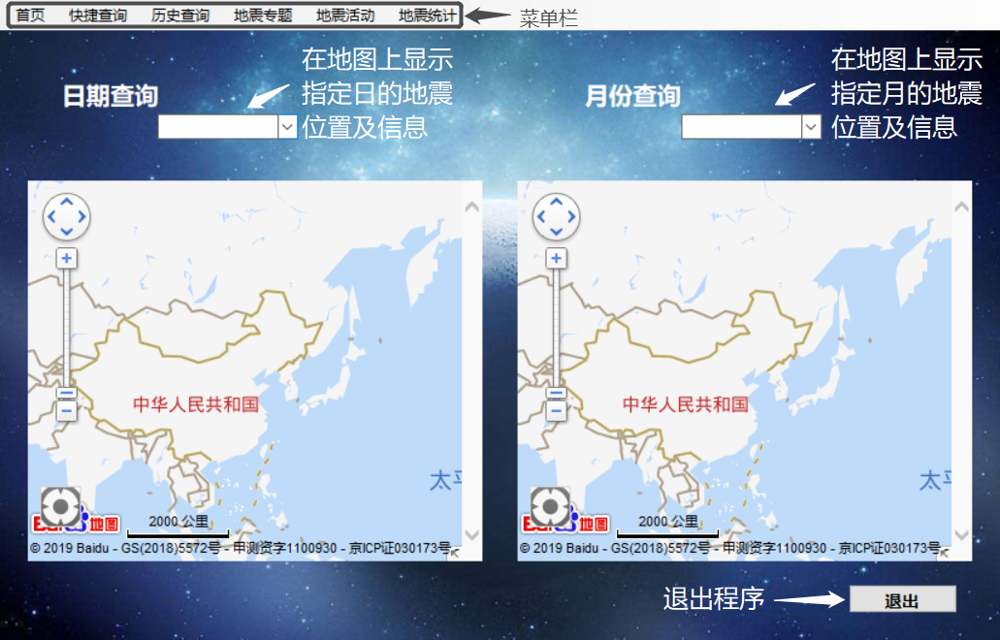 首页 快捷查询 历史查询 地震专题 地震活动 地震统计 菜单栏
日期查询
在地图上显示
指定日的地震
位置及信息
月份查询
在地图上显示
指定月的地震
位置及信息
中华人民共和国
太平
2000 公里
Bai 地图
© 2019 Baidu - GS(2018)5572号 - 甲测资字1100930 - 京ICP证030173号
中华人民共和国
太平
2000 公里
Bai 地图
© 2019 Baidu - GS(2018)5572号 - 甲测资字1100930 - 京ICP证030173号
退出程序 退出